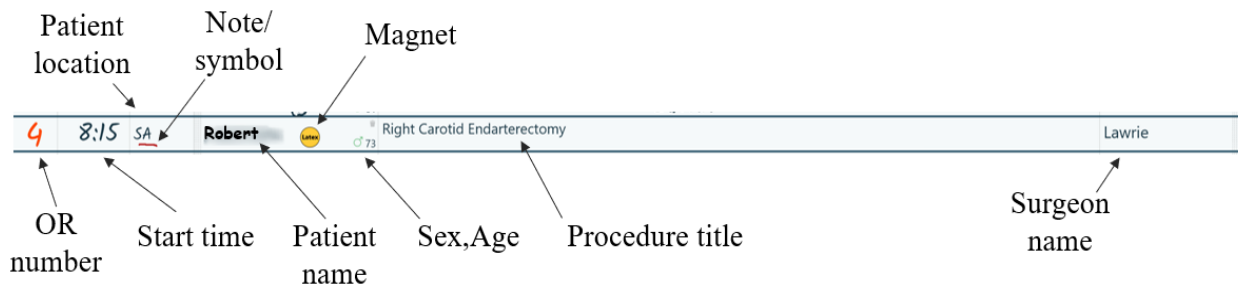 Patient location
Note/ symbol
Magnet
4 8:15 SA Robert Latex ♂ 73 Right Carotid Endarterectomy Lawrie
OR number
Start time
Patient name
Sex,Age
Procedure title
Surgeon name